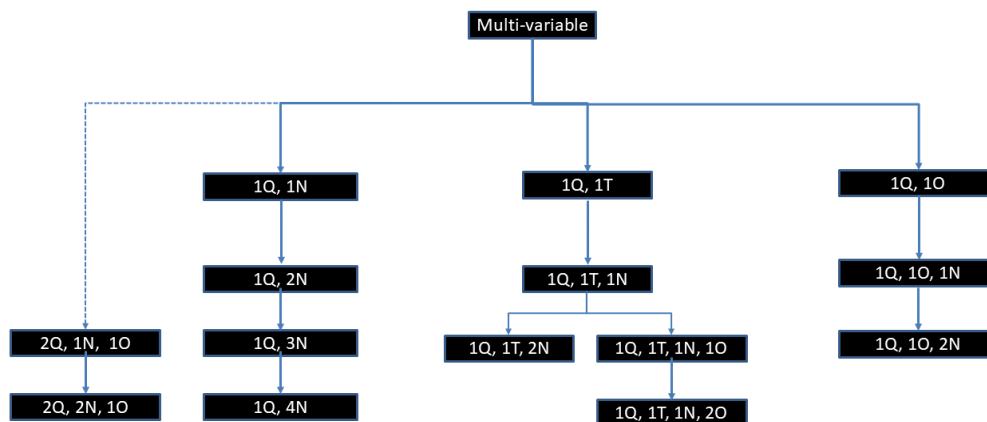 Multi-variable
1Q, 1N
1Q, 1T
1Q, 1O
1Q, 2N
1Q, 1T, 1N
1Q, 1O, 1N
2Q, 1N,  1O
1Q, 3N
1Q, 1T, 2N
1Q, 1T, 1N, 1O
1Q, 1O, 2N
2Q, 2N, 1O
1Q, 4N
1Q, 1T, 1N, 2O